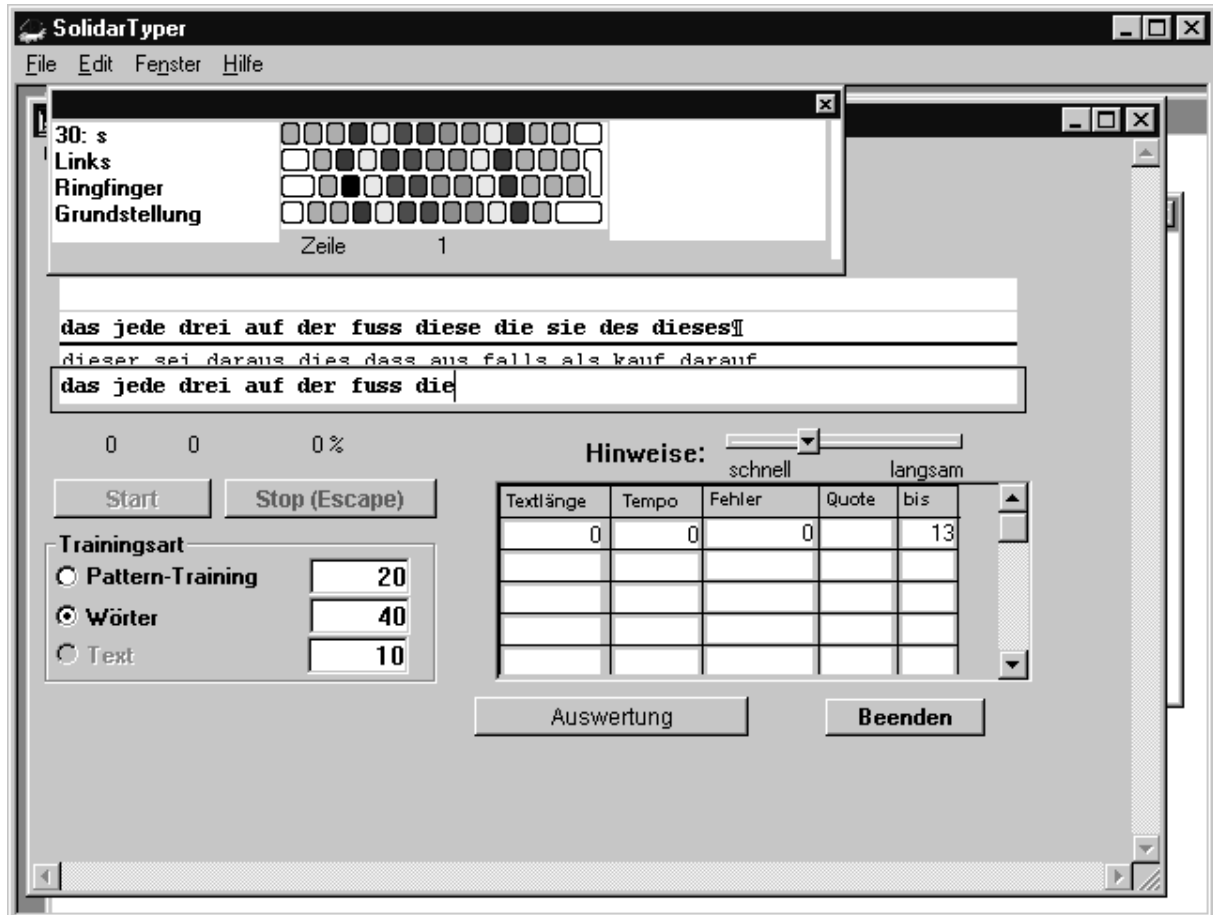 SolidarTyper
File Edit Fenster Hilfe
30: s
Links
Ringfinger
Grundstellung
Zeile 1
das jede drei auf der fuss diese die sie des dieses¶
dieser sei daraus dies dass aus falls als kauf darauf
das jede drei auf der fuss die
0 0 0 %
Hinweise:
schnell langsam
Start Stop (Escape)
Textlänge Tempo Fehler Quote bis
0 0 0 13
Trainingsart
Pattern-Training 20
Wörter 40
Text 10
Auswertung Beenden